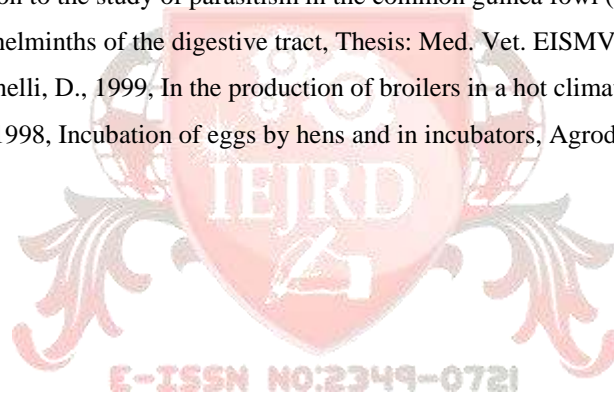 on to the study of parasitism in the common guinea fowl (
helminths of the digestive tract, Thesis: Med. Vet. EISMV
nelli, D., 1999, In the production of broilers in a hot climat
1998, Incubation of eggs by hens and in incubators, Agrod
IEJRD
E-ISSN NO:2349-0721